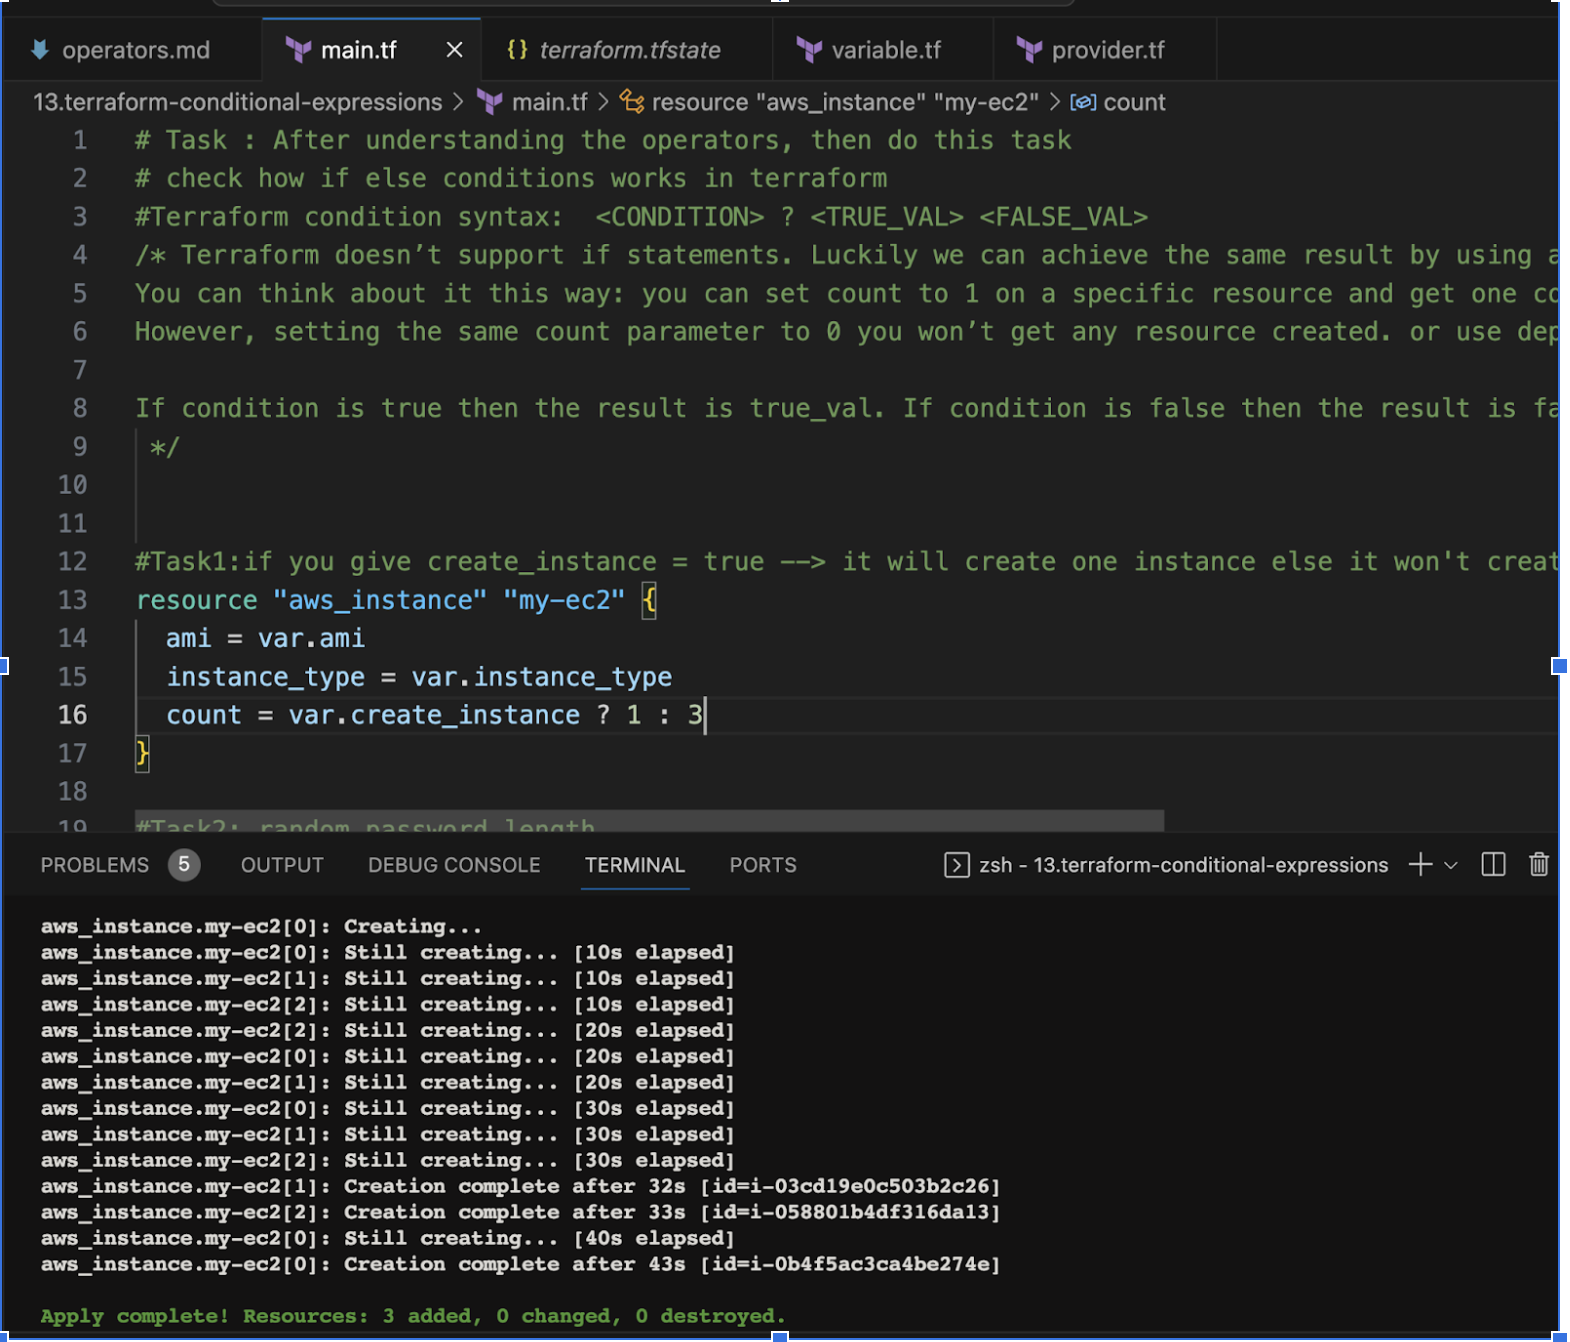 operators.md main.tf × {} terraform.tfstate variable.tf provider.tf
13.terraform-conditional-expressions > main.tf > resource "aws_instance" "my-ec2" > count
1 # Task : After understanding the operators, then do this task
2 # check how if else conditions works in terraform
3 #Terraform condition syntax:  <CONDITION> ? <TRUE_VAL> <FALSE_VAL>
4 /* Terraform doesn’t support if statements. Luckily we can achieve the same result by using a
5 You can think about it this way: you can set count to 1 on a specific resource and get one co
6 However, setting the same count parameter to 0 you won’t get any resource created. or use dep
7
8 If condition is true then the result is true_val. If condition is false then the result is fa
9 */
10
11
12 #Task1:if you give create_instance = true --> it will create one instance else it won't creat
13 resource "aws_instance" "my-ec2" {
14 ami = var.ami
15 instance_type = var.instance_type
16 count = var.create_instance ? 1 : 3
17 }
18
19 #Task2: random password length
PROBLEMS 5 OUTPUT DEBUG CONSOLE TERMINAL PORTS zsh - 13.terraform-conditional-expressions
aws_instance.my-ec2[0]: Creating...
aws_instance.my-ec2[0]: Still creating... [10s elapsed]
aws_instance.my-ec2[1]: Still creating... [10s elapsed]
aws_instance.my-ec2[2]: Still creating... [10s elapsed]
aws_instance.my-ec2[2]: Still creating... [20s elapsed]
aws_instance.my-ec2[0]: Still creating... [20s elapsed]
aws_instance.my-ec2[1]: Still creating... [20s elapsed]
aws_instance.my-ec2[0]: Still creating... [30s elapsed]
aws_instance.my-ec2[1]: Still creating... [30s elapsed]
aws_instance.my-ec2[2]: Still creating... [30s elapsed]
aws_instance.my-ec2[1]: Creation complete after 32s [id=i-03cd19e0c503b2c26]
aws_instance.my-ec2[2]: Creation complete after 33s [id=i-058801b4df316da13]
aws_instance.my-ec2[0]: Still creating... [40s elapsed]
aws_instance.my-ec2[0]: Creation complete after 43s [id=i-0b4f5ac3ca4be274e]
Apply complete! Resources: 3 added, 0 changed, 0 destroyed.